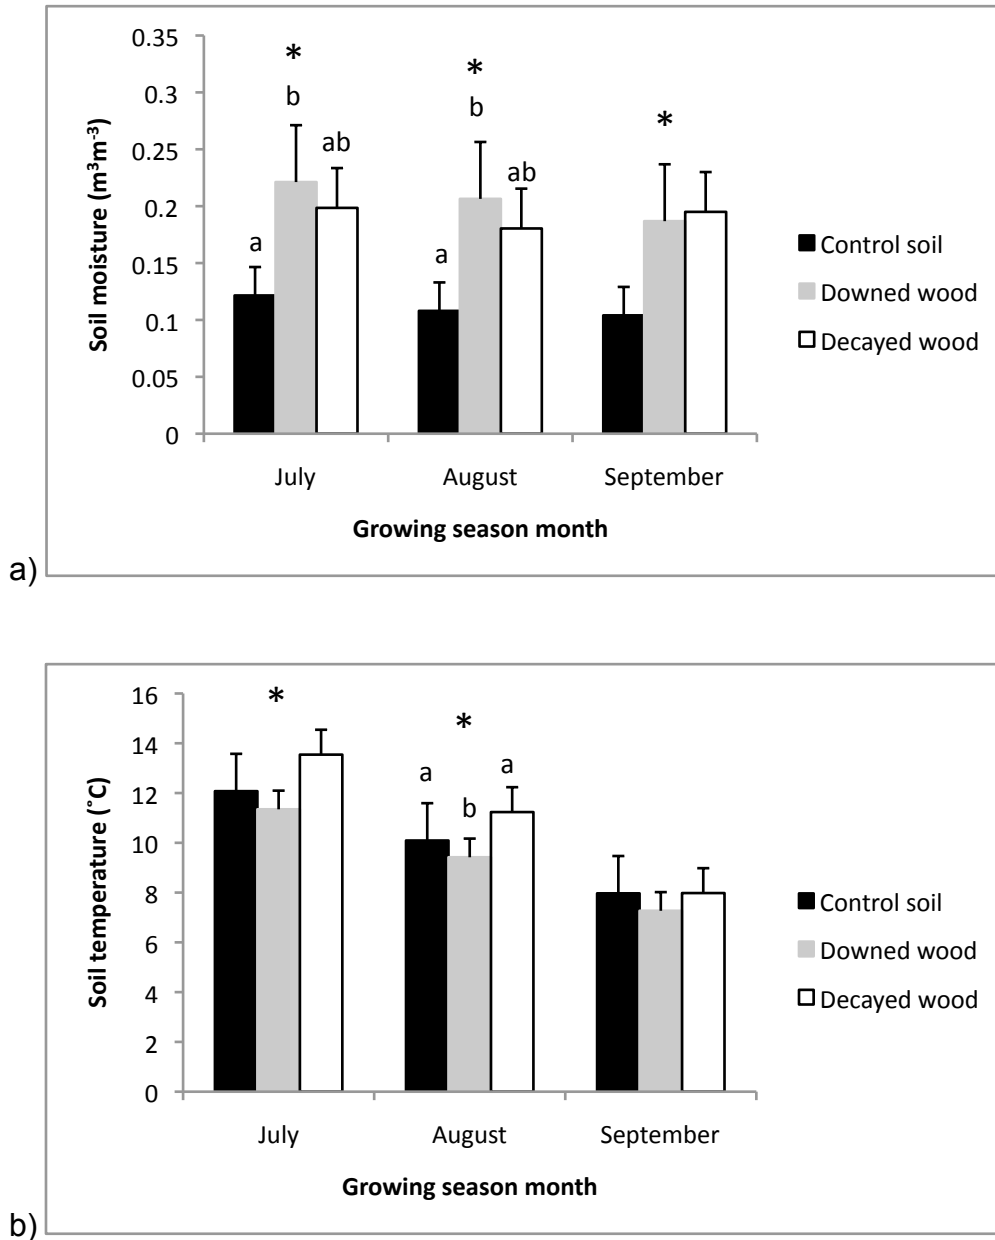 0.35
0.3
0.25
0.2
0.15
0.1
0.05
0
Soil moisture (m³m⁻³)
* * *
b b
ab ab
a a
Control soil
Downed wood
Decayed wood
July August September
Growing season month
a)
16
14
12
10
8
6
4
2
0
Soil temperature (˚C)
* *
a b a
Control soil
Downed wood
Decayed wood
July August September
Growing season month
b)